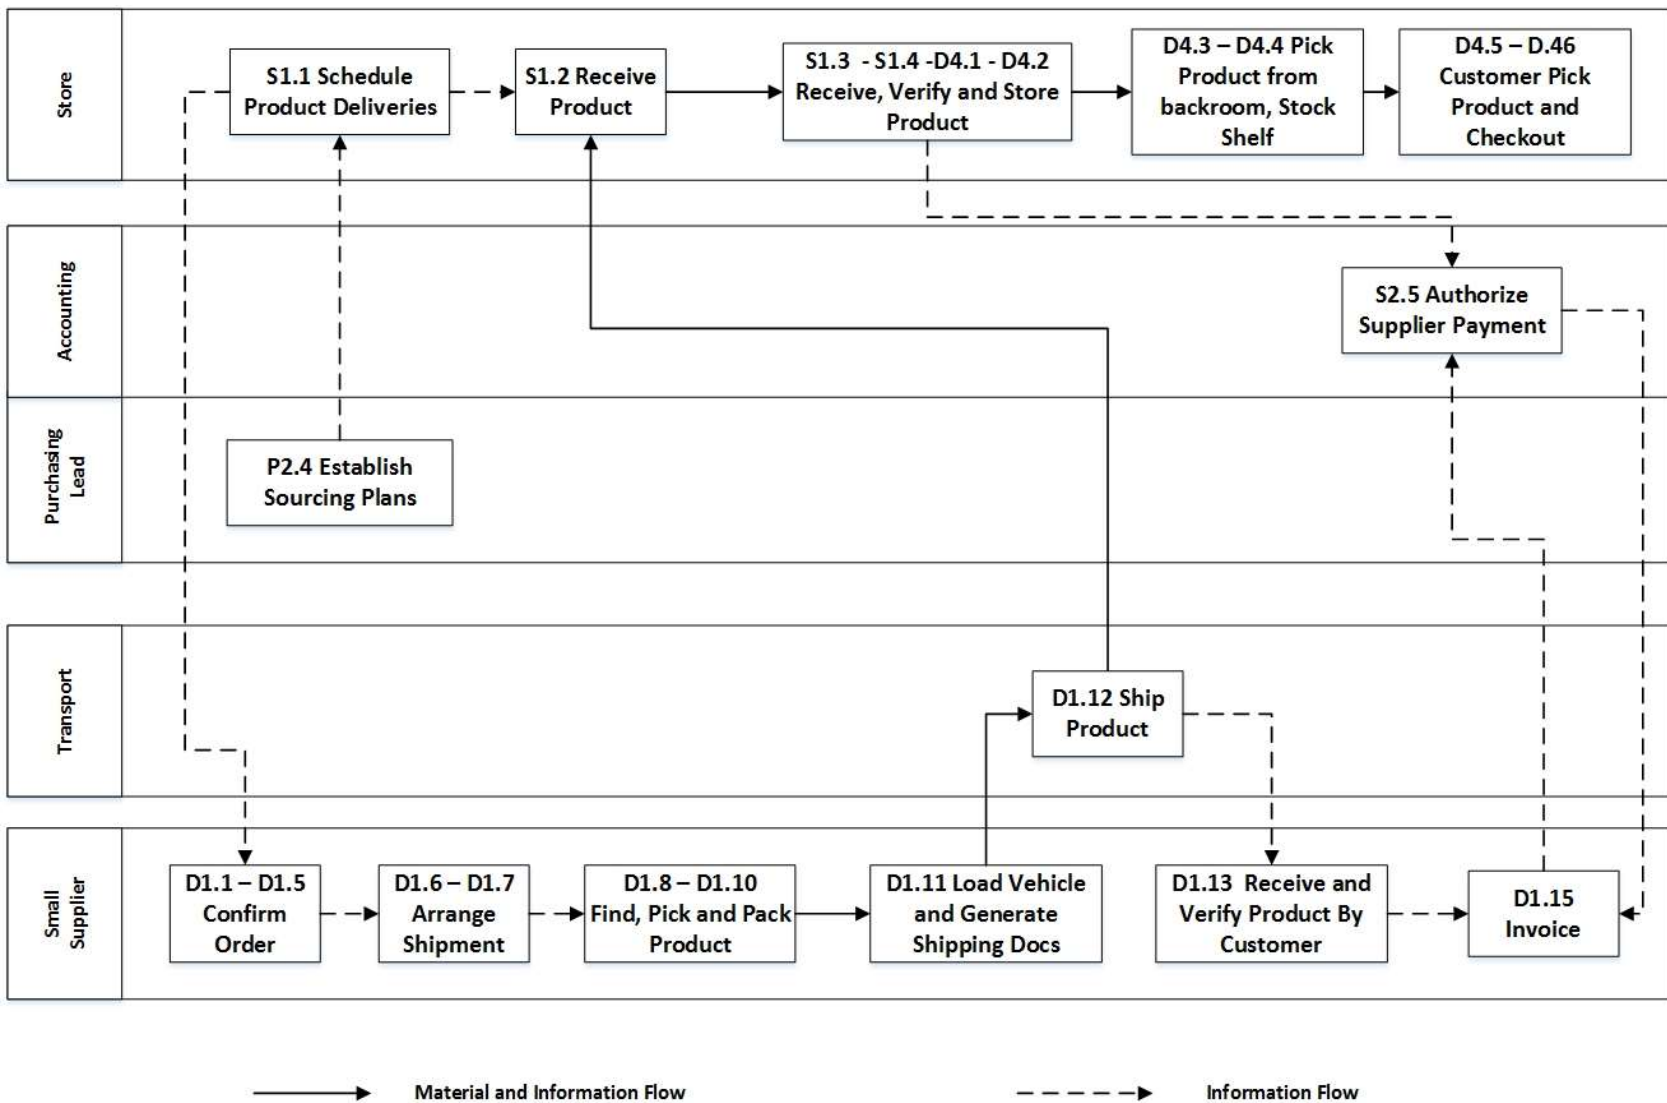 Store
S1.1 Schedule
Product Deliveries
S1.2 Receive
Product
S1.3 - S1.4 -D4.1 - D4.2
Receive, Verify and Store
Product
D4.3 – D4.4 Pick
Product from
backroom, Stock
Shelf
D4.5 – D.46
Customer Pick
Product and
Checkout
Accounting
S2.5 Authorize
Supplier Payment
Purchasing
Lead
P2.4 Establish
Sourcing Plans
Transport
D1.12 Ship
Product
Small
Supplier
D1.1 – D1.5
Confirm
Order
D1.6 – D1.7
Arrange
Shipment
D1.8 – D1.10
Find, Pick and Pack
Product
D1.11 Load Vehicle
and Generate
Shipping Docs
D1.13 Receive and
Verify Product By
Customer
D1.15
Invoice
Material and Information Flow
Information Flow